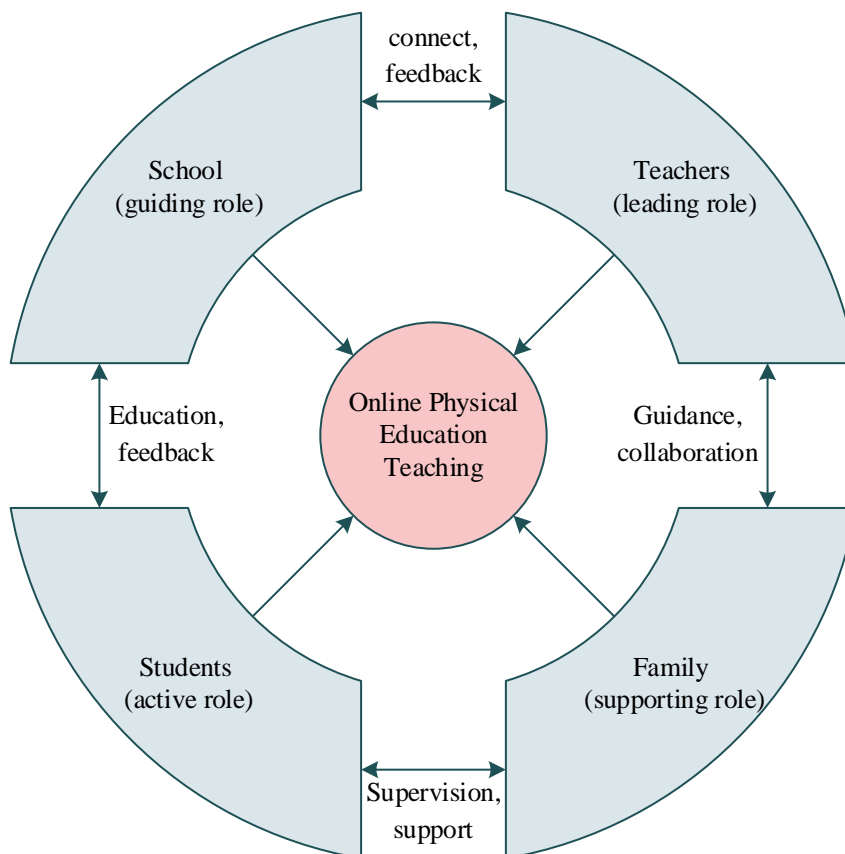 connect,
feedback
School
(guiding role)
Teachers
(leading role)
Education,
feedback
Online Physical
Education
Teaching
Guidance,
collaboration
Students
(active role)
Family
(supporting role)
Supervision,
support